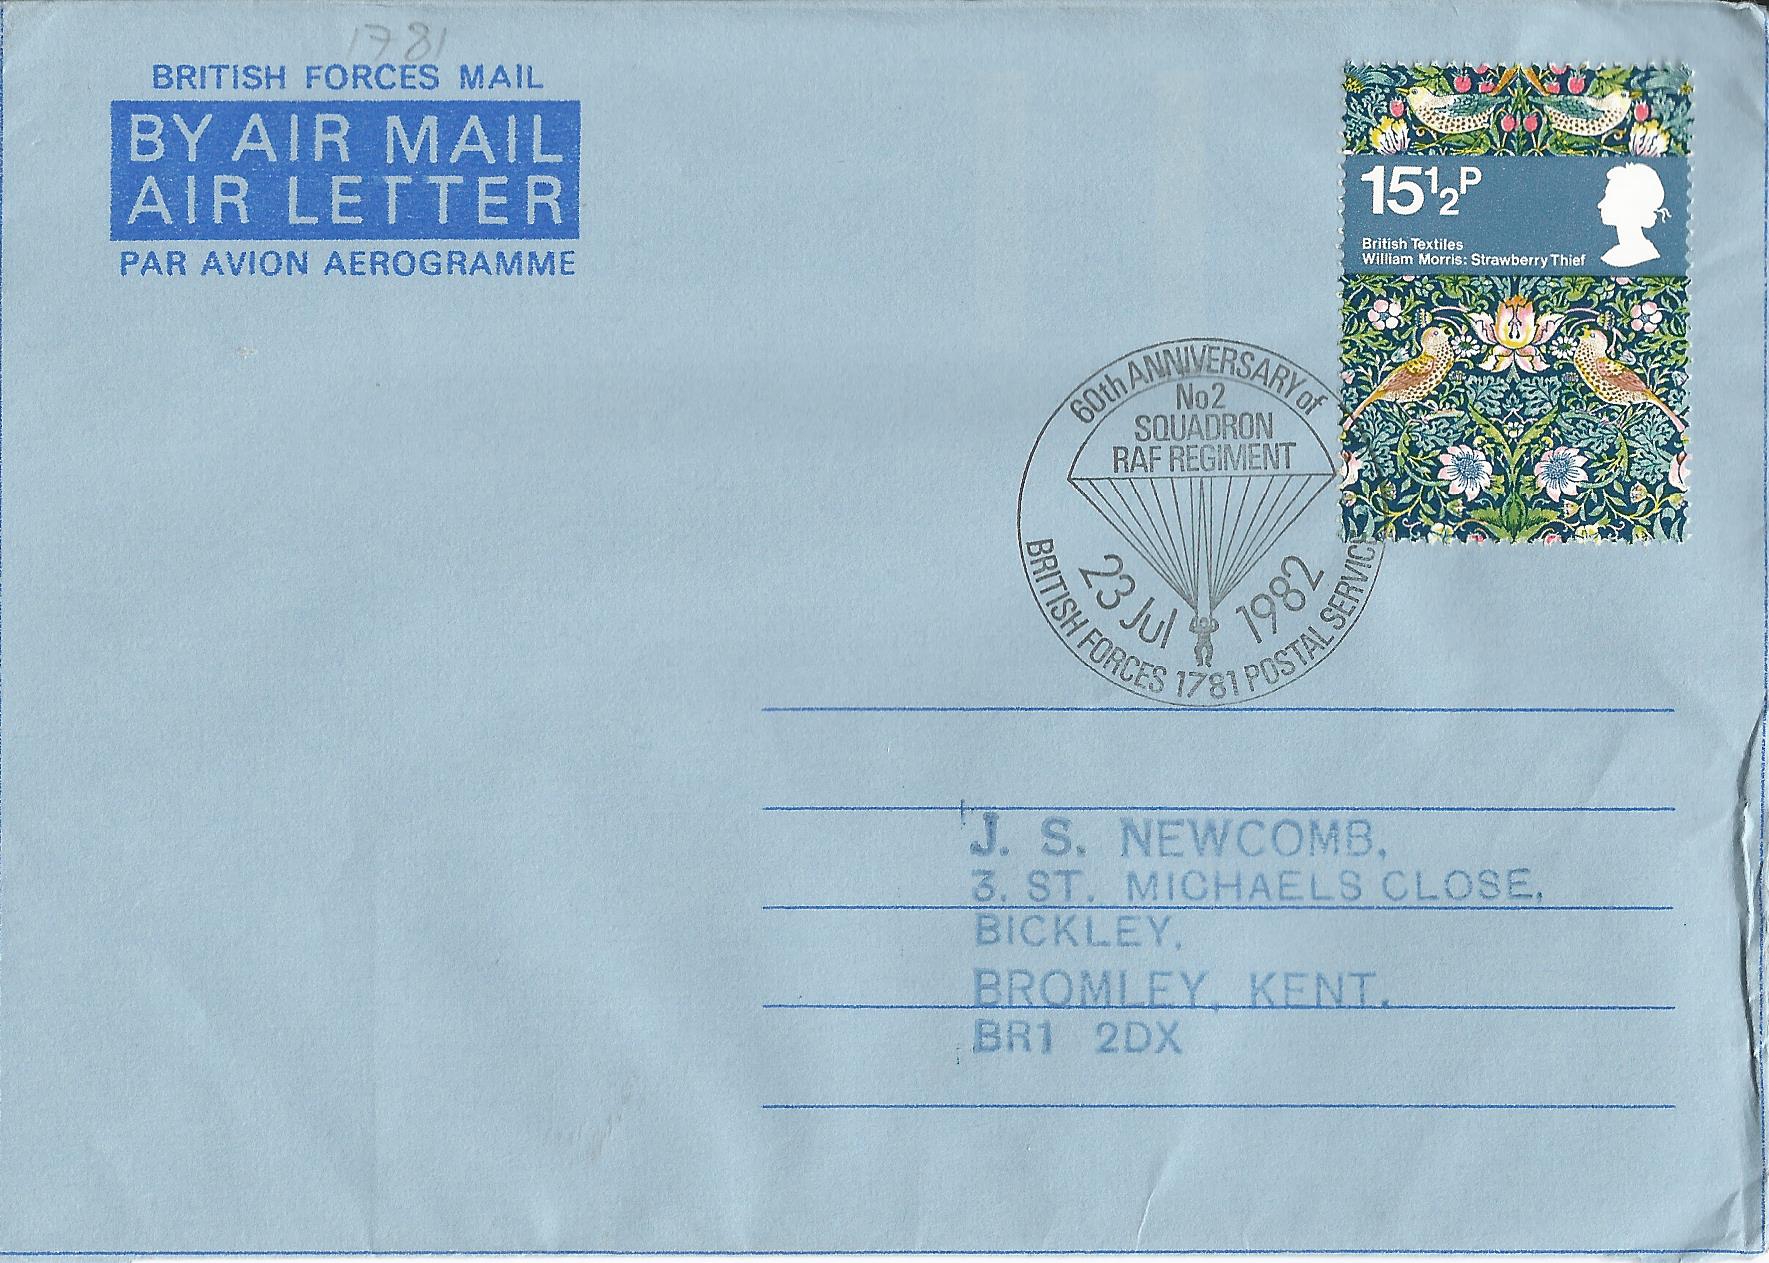 1781
BRITISH FORCES MAIL
BY AIR MAIL
AIR LETTER
PAR AVION AEROGRAMME
15½P
British Textiles
William Morris: Strawberry Thief
60th ANNIVERSARY of
No2
SQUADRON
RAF REGIMENT
23 Jul 1982
BRITISH FORCES 1781 POSTAL SERVICE
J. S. NEWCOMB,
3. ST. MICHAELS CLOSE,
BICKLEY,
BROMLEY, KENT.
BR1 2DX